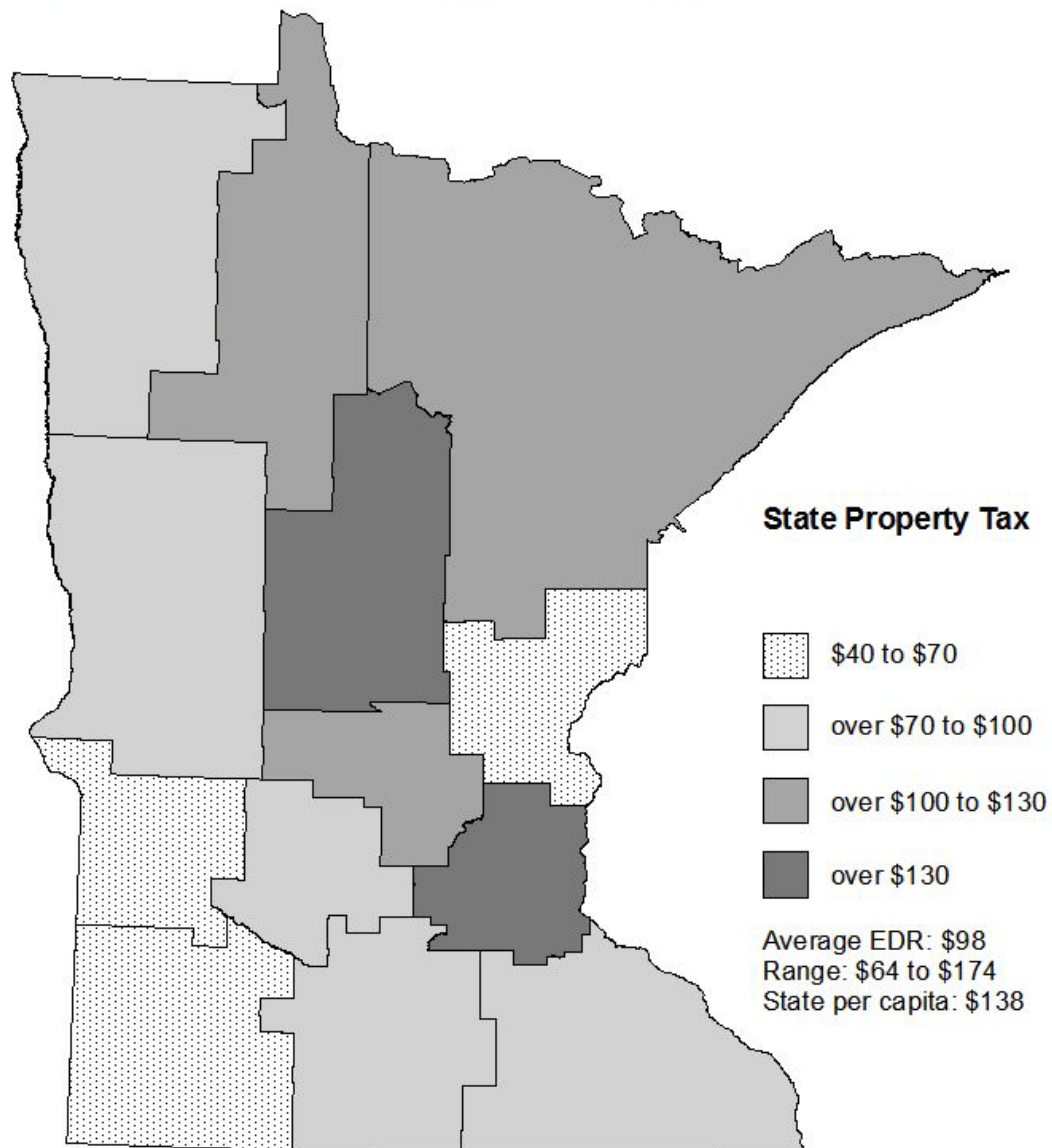 State Property Tax
$40 to $70
over $70 to $100
over $100 to $130
over $130
Average EDR: $98
Range: $64 to $174
State per capita: $138